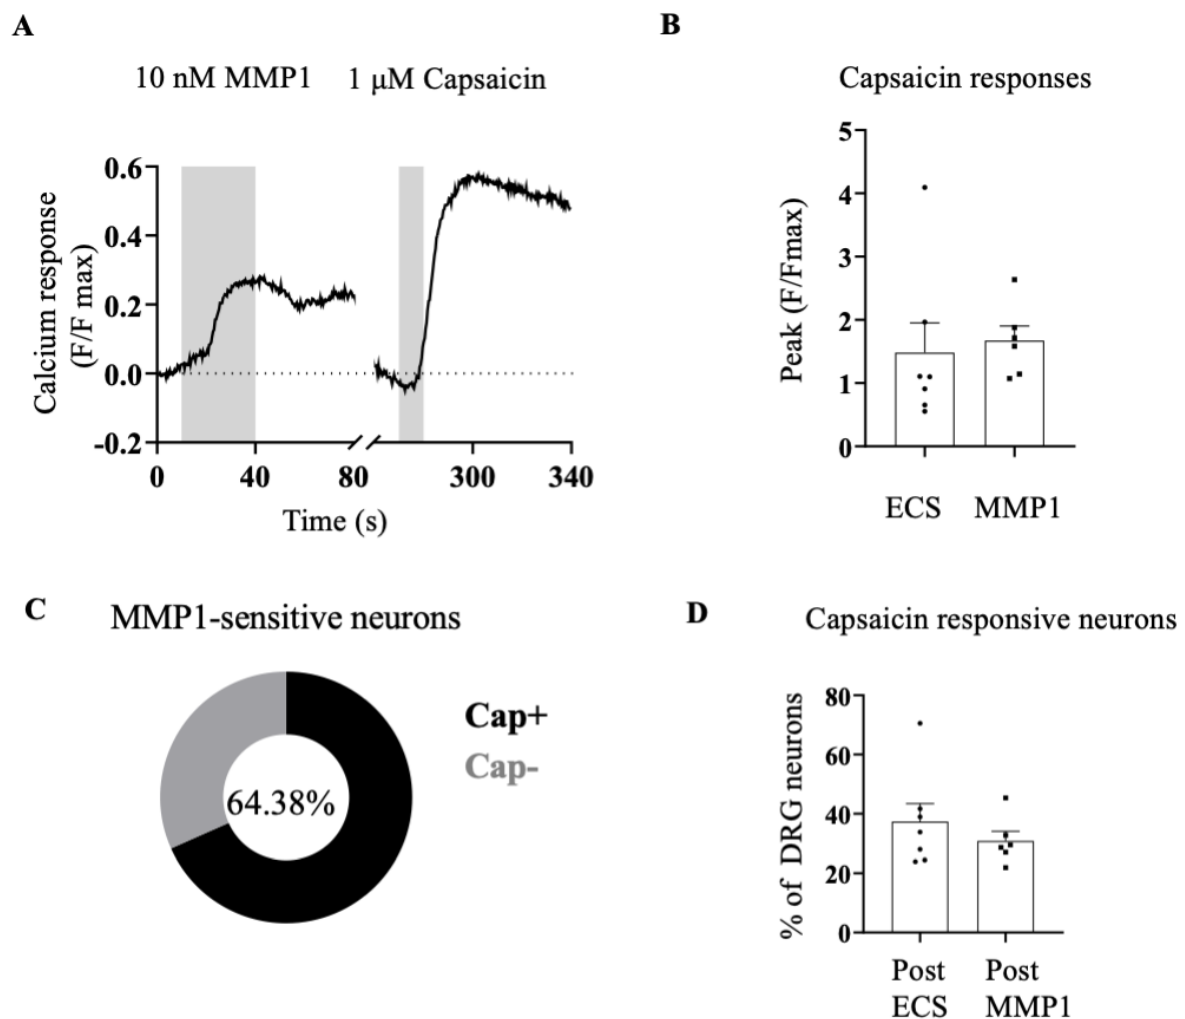 A
10 nM MMP1 1 μM Capsaicin
Calcium response
(F/F max)
0.6
0.4
0.2
0.0
-0.2
0 40 80 300 340
Time (s)
B
Capsaicin responses
Peak (F/Fmax)
5
4
3
2
1
0
ECS MMP1
C
MMP1-sensitive neurons
64.38%
Cap+
Cap-
D
Capsaicin responsive neurons
% of DRG neurons
80
60
40
20
0
Post Post
ECS MMP1